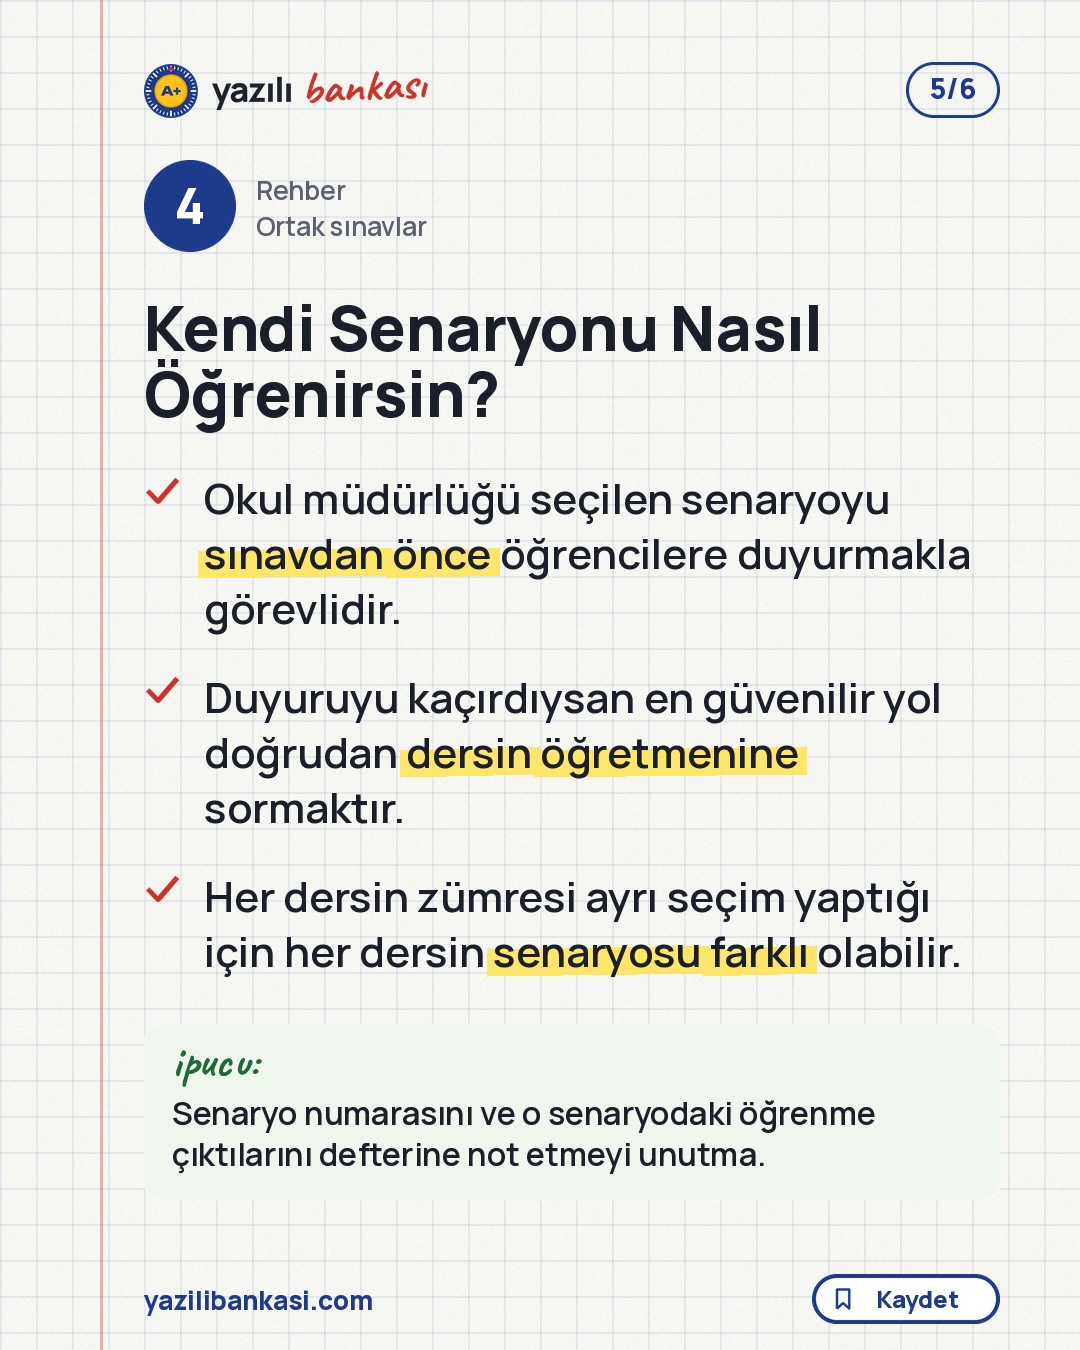 A+ yazılı bankası
5/6
4
Rehber
Ortak sınavlar
Kendi Senaryonu Nasıl
Öğrenirsin?
Okul müdürlüğü seçilen senaryoyu
sınavdan önce öğrencilere duyurmakla
görevlidir.
Duyuruyu kaçırdıysan en güvenilir yol
doğrudan dersin öğretmenine
sormaktır.
Her dersin zümresi ayrı seçim yaptığı
için her dersin senaryosu farklı olabilir.
ipucu:
Senaryo numarasını ve o senaryodaki öğrenme
çıktılarını defterine not etmeyi unutma.
yazilibankasi.com
Kaydet